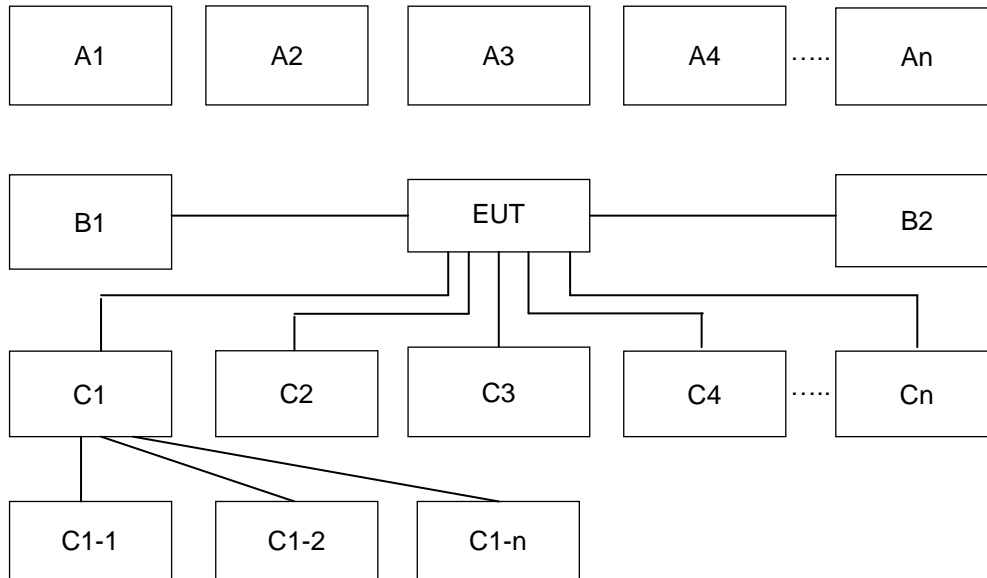 A1 A2 A3 A4 ..... An
B1 EUT B2
C1 C2 C3 C4 ..... Cn
C1-1 C1-2 C1-n